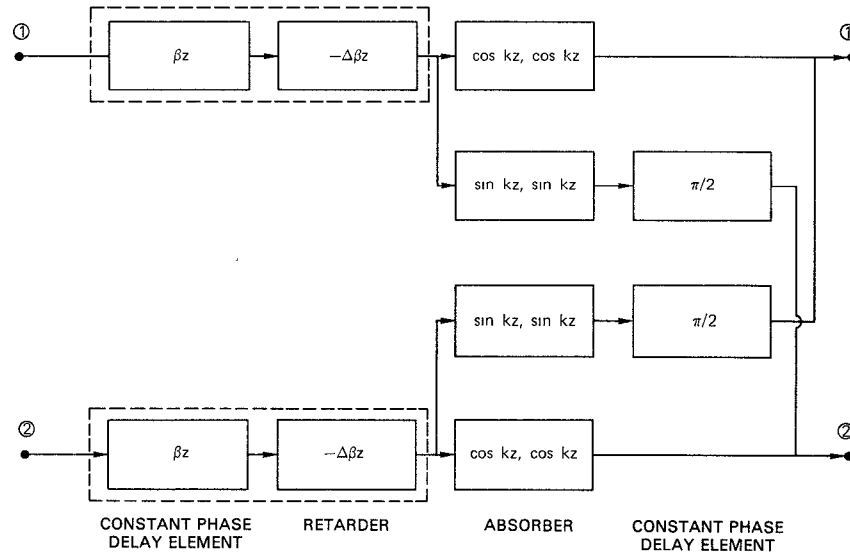 ① ①
βz −Δβz cos kz, cos kz
sin kz, sin kz π/2
sin kz, sin kz π/2
② ②
βz −Δβz cos kz, cos kz
CONSTANT PHASE RETARDER ABSORBER CONSTANT PHASE
DELAY ELEMENT DELAY ELEMENT